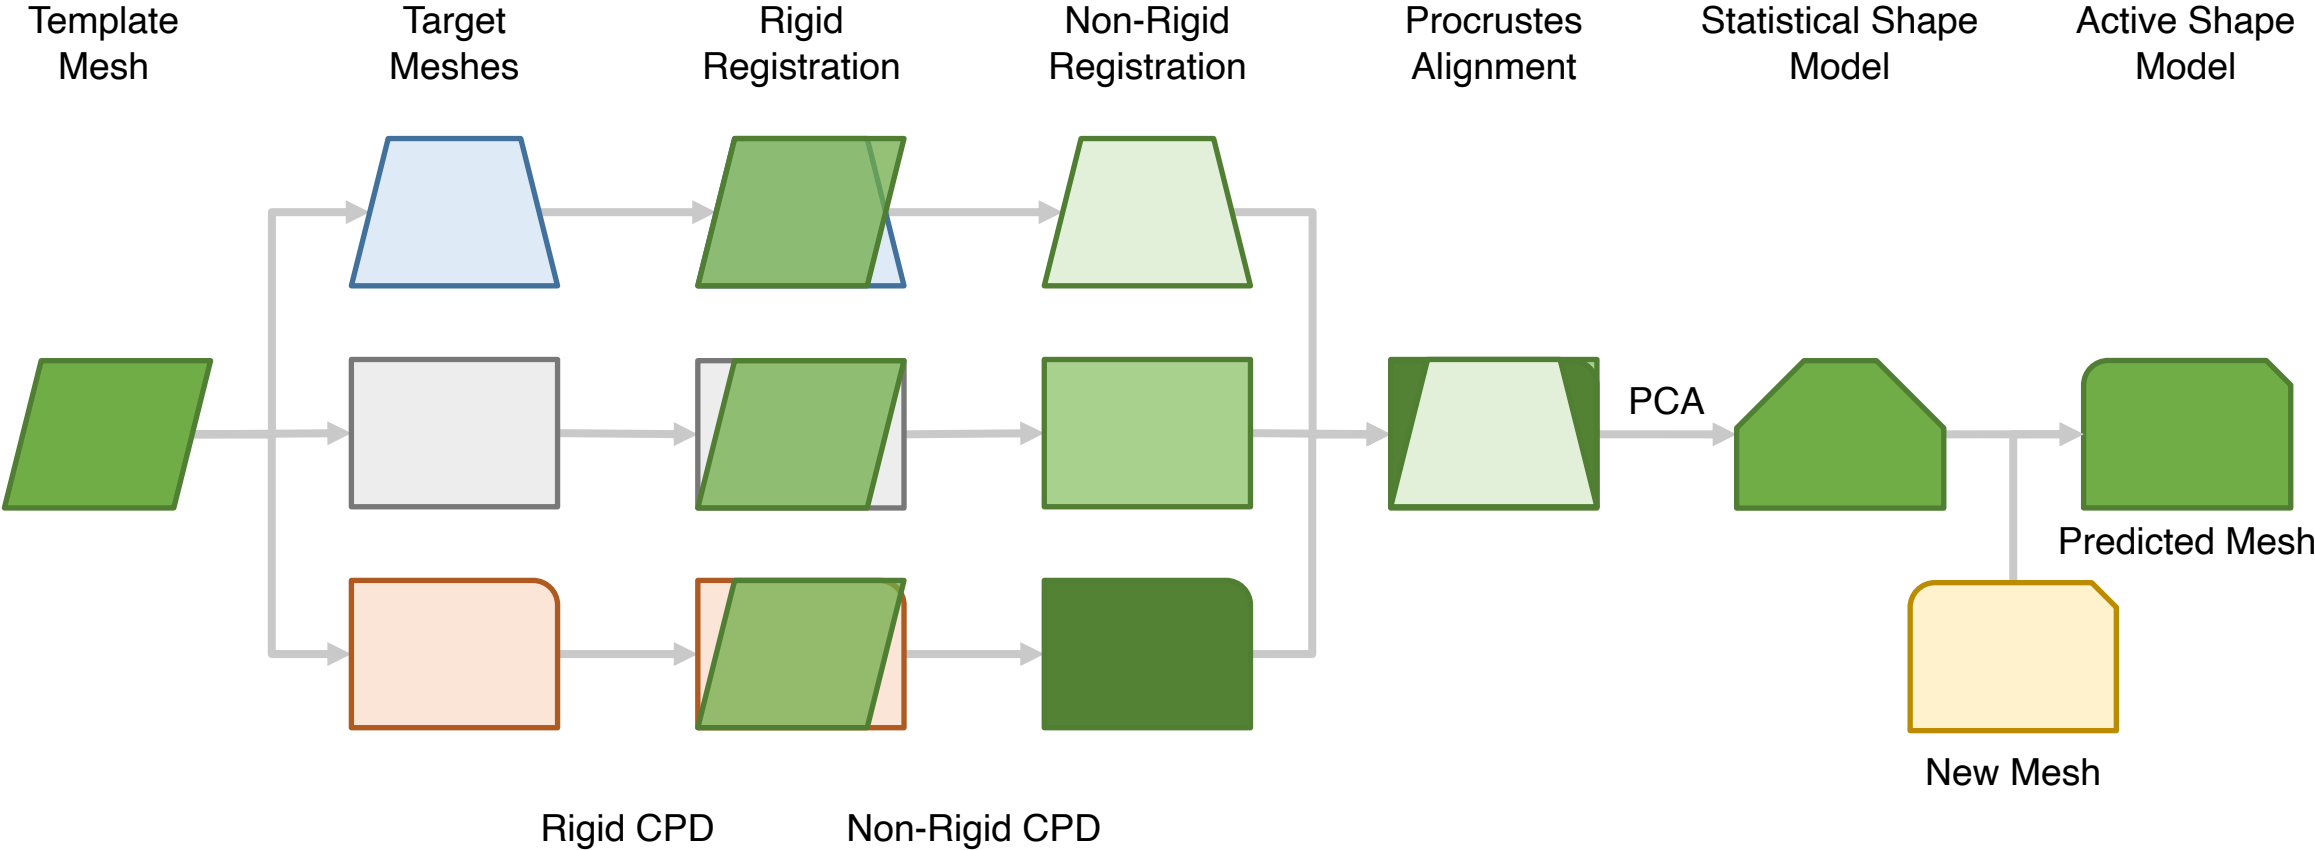 Template
Mesh
Target
Meshes
Rigid
Registration
Non-Rigid
Registration
Procrustes
Alignment
Statistical Shape
Model
Active Shape
Model
PCA
Predicted Mesh
New Mesh
Rigid CPD
Non-Rigid CPD